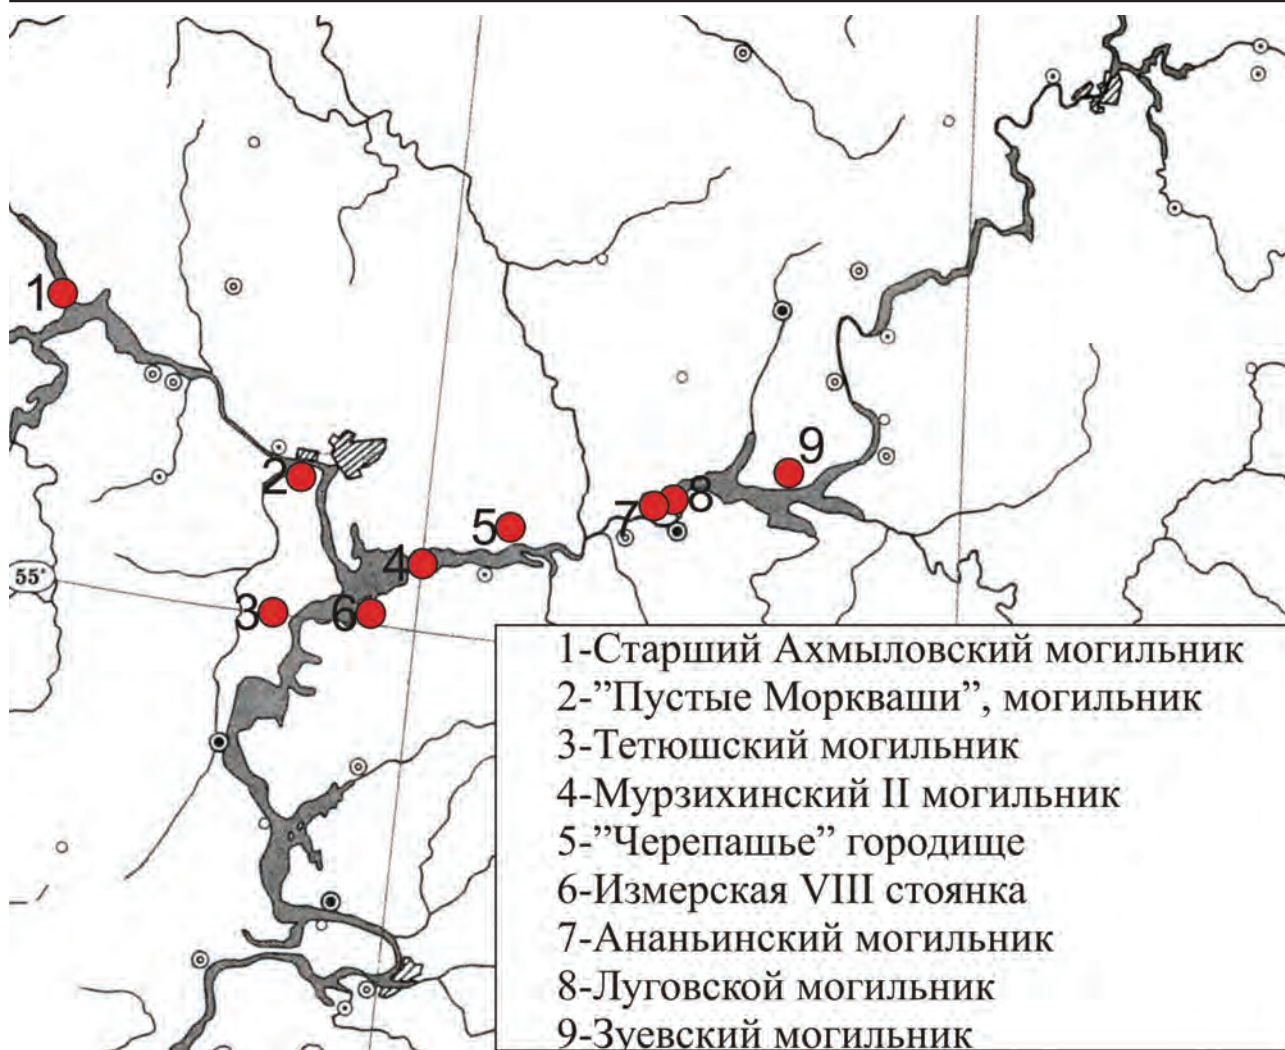 1
2
3
4
5
6
7
8
9
55°
1-Старший Ахмыловский могильник
2-”Пустые Моркваши”, могильник
3-Тетюшский могильник
4-Мурзихинский II могильник
5-”Черепашье” городище
6-Измерская VIII стоянка
7-Ананьинский могильник
8-Луговской могильник
9-Зуевский могильник